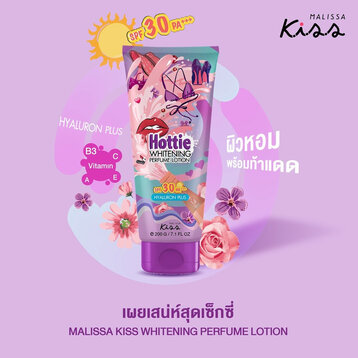 SPF 30 PA+++
MALISSA
Kiss
HYALURON PLUS
B3
C
Vitamin
A
E
Hottie
WHITENING
PERFUME LOTION
SPF 30 PA+++
HYALURON PLUS
MALISSA
Kiss
e 200 G / 7.1 FL.OZ
ผิวหอม
พร้อมท้าแดด
เผยเสน่ห์สุดเซ็กซี่
MALISSA KISS WHITENING PERFUME LOTION